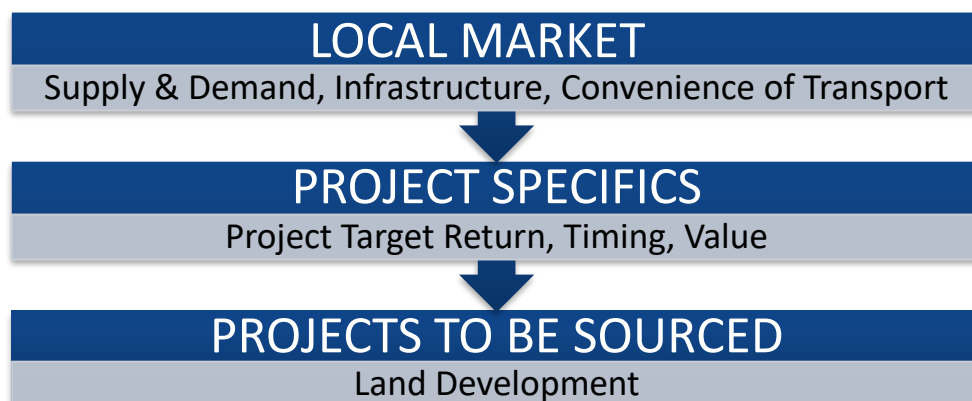 LOCAL MARKET
Supply & Demand, Infrastructure, Convenience of Transport
PROJECT SPECIFICS
Project Target Return, Timing, Value
PROJECTS TO BE SOURCED
Land Development